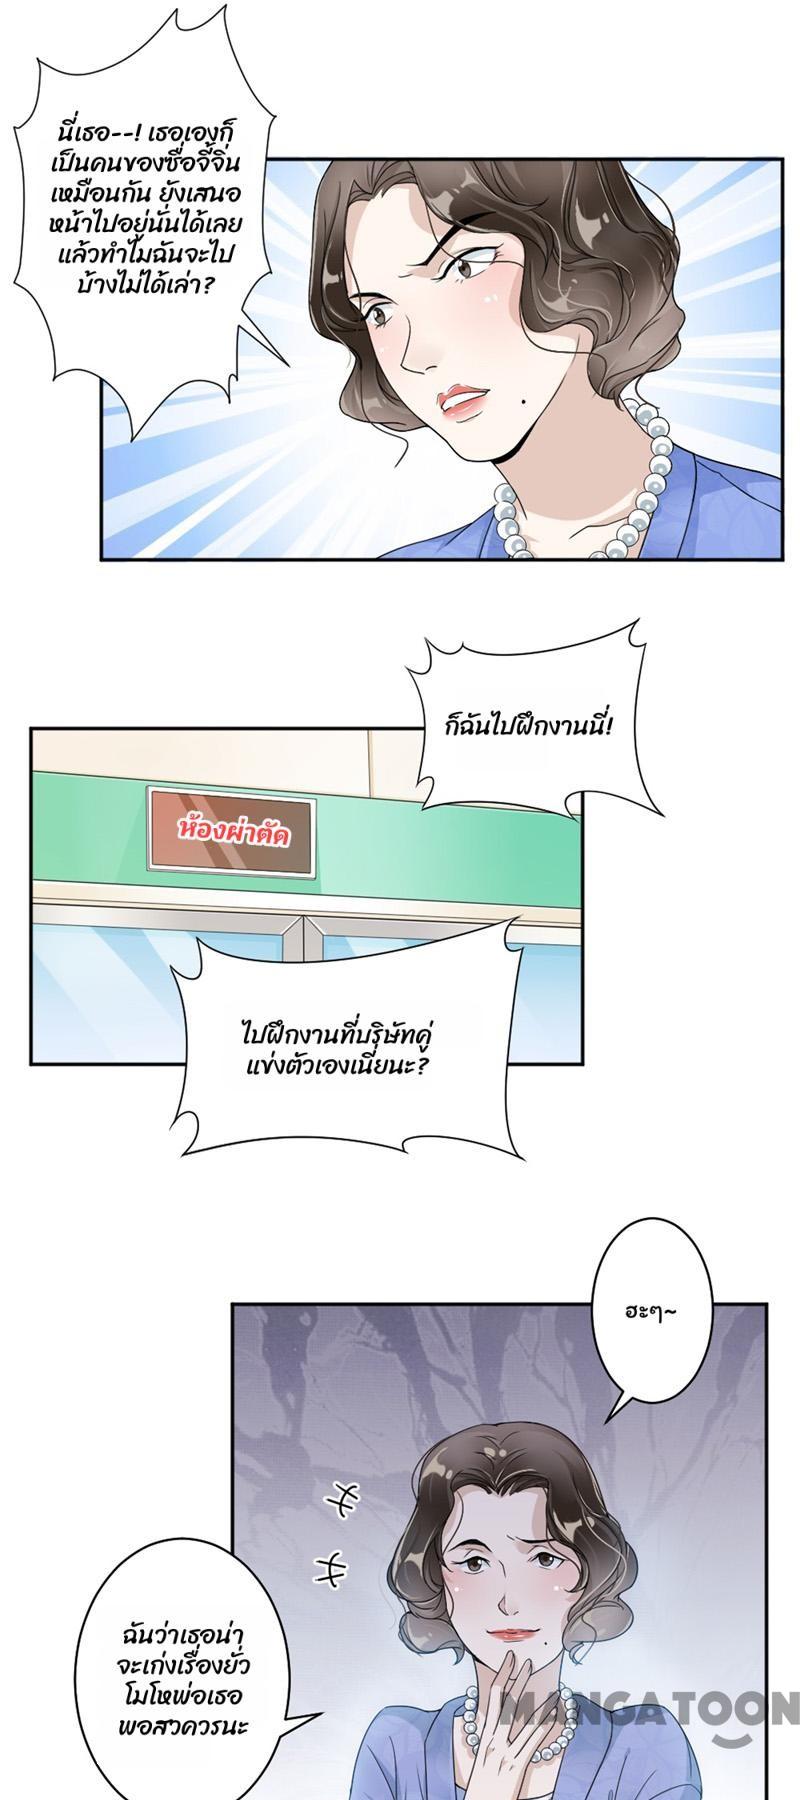 นี่เธอ--! เธอเองก็
เป็นคนของซื่อจี้จิ่น
เหมือนกัน ยังเสนอ
หน้าไปอยู่นั่นได้เลย
แล้วทำไมฉันจะไป
บ้างไม่ได้เล่า?
ก็ฉันไปฝึกงานนี่!
ห้องผ่าตัด
ไปฝึกงานที่บริษัทคู่
แข่งตัวเองเนี่ยนะ?
ฮะๆ~
ฉันว่าเธอน่า
จะเก่งเรื่องยั่ว
โมโหพ่อเธอ
พอสวควรนะ
MANGATOON